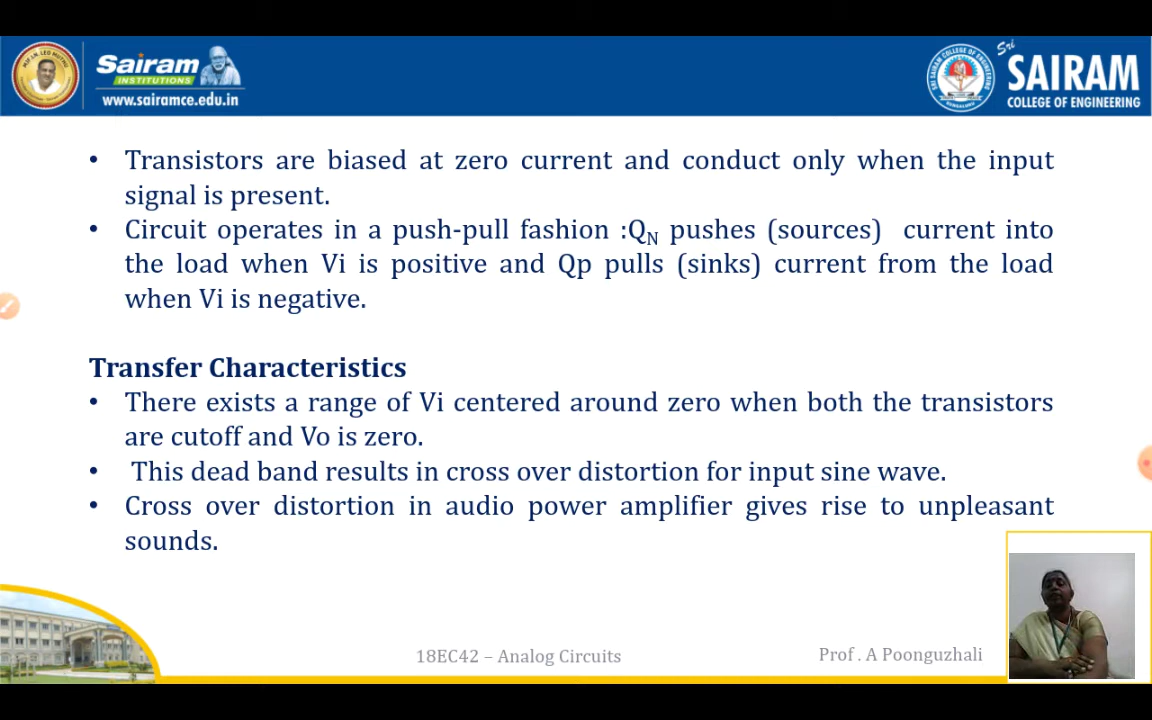 Sairam
INSTITUTIONS
www.sairamce.edu.in
Sri
SAIRAM
COLLEGE OF ENGINEERING
• Transistors are biased at zero current and conduct only when the input
signal is present.
• Circuit operates in a push-pull fashion :QN pushes (sources) current into
the load when Vi is positive and Qp pulls (sinks) current from the load
when Vi is negative.
Transfer Characteristics
• There exists a range of Vi centered around zero when both the transistors
are cutoff and Vo is zero.
• This dead band results in cross over distortion for input sine wave.
• Cross over distortion in audio power amplifier gives rise to unpleasant
sounds.
18EC42 – Analog Circuits
Prof . A Poonguzhali